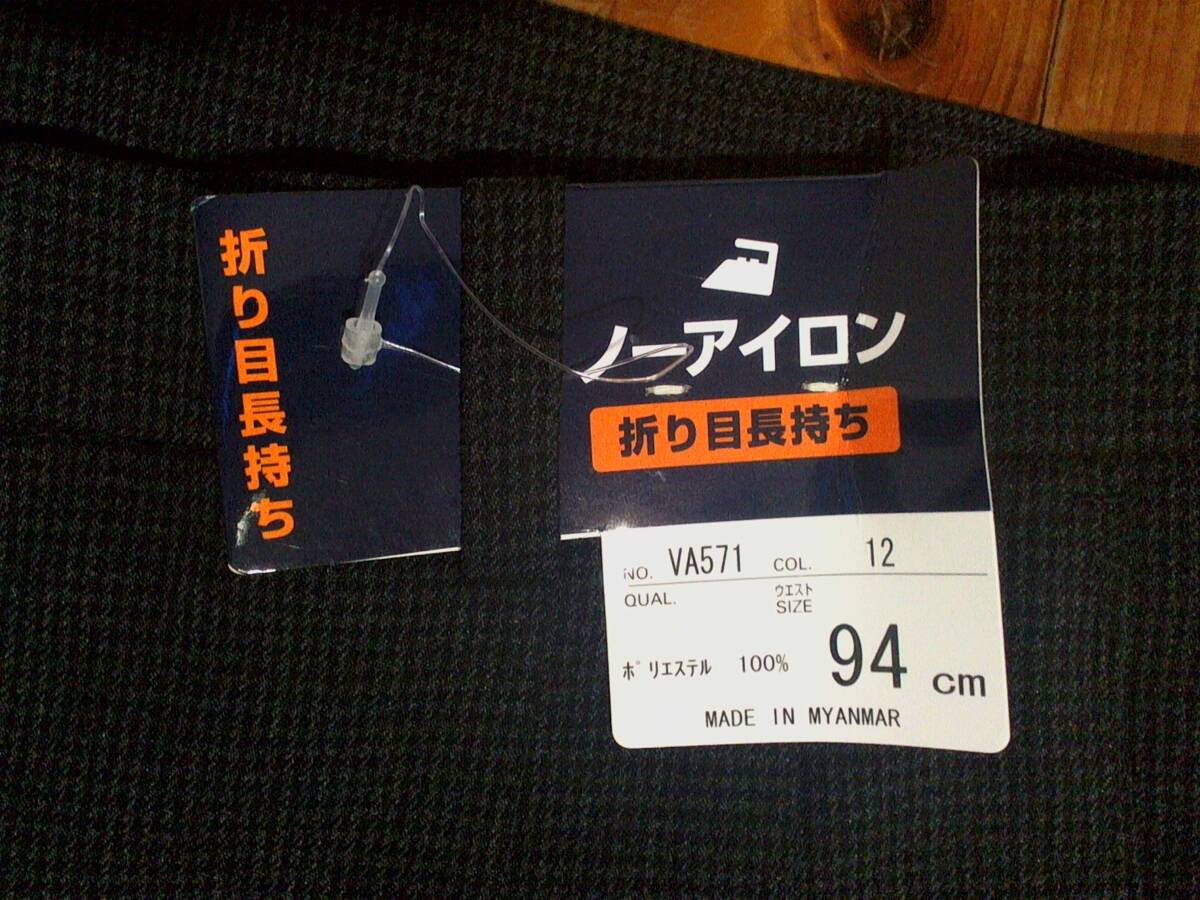 折り目長持ち
ノーアイロン
折り目長持ち
NO. VA571 COL. 12
QUAL. ウエスト
SIZE
ポリエステル 100% 94 cm
MADE IN MYANMAR